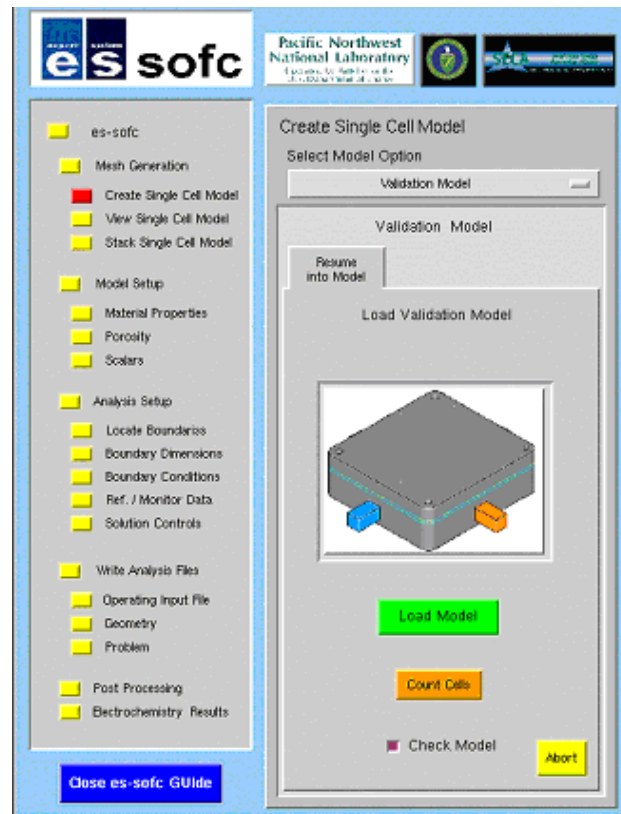 es sofc
Pacific Northwest
National Laboratory
es-sofc
Mesh Generation
Create Single Cell Model
View Single Cell Model
Stack Single Cell Model
Model Setup
Material Properties
Porosity
Scalars
Analysis Setup
Locate Boundaries
Boundary Dimensions
Boundary Conditions
Ref. / Monitor Data
Solution Controls
Write Analysis Files
Operating Input File
Geometry
Problem
Post Processing
Electrochemistry Results
Close es-sofc GUIde
Create Single Cell Model
Select Model Option
Validation Model
Validation Model
Resume
into Model
Load Validation Model
Load Model
Count Cells
Check Model
Abort